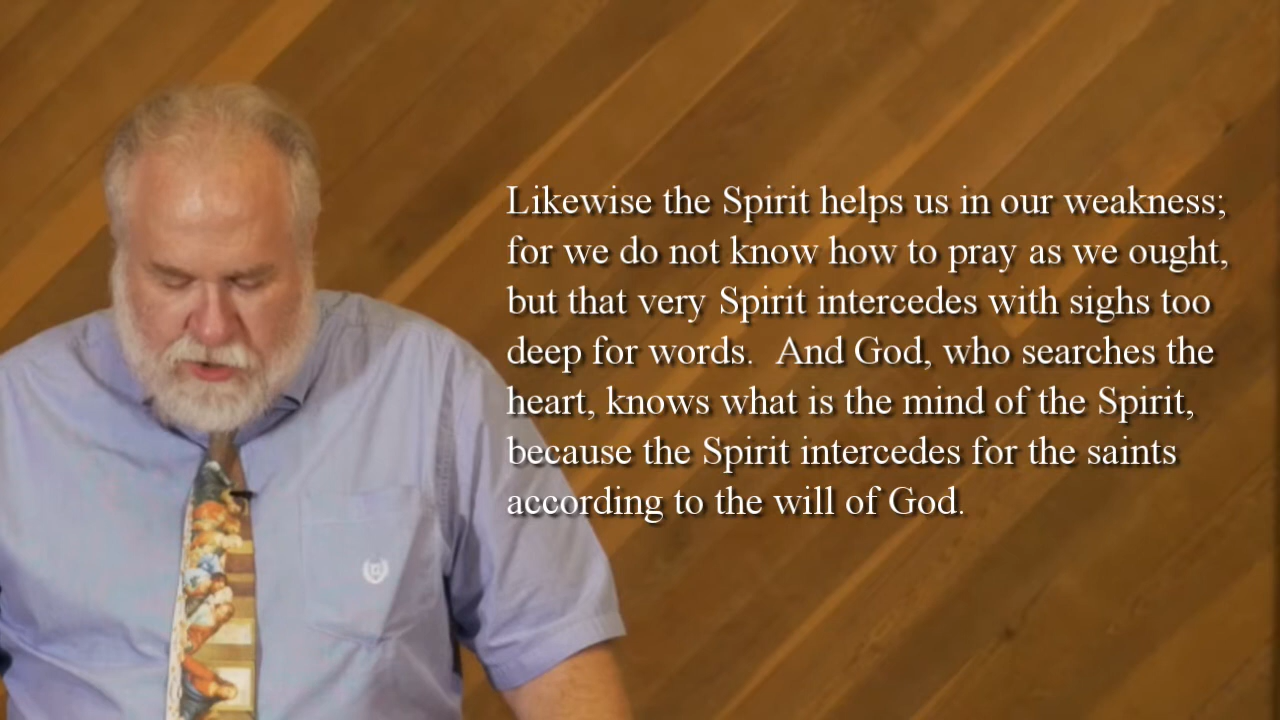 Likewise the Spirit helps us in our weakness;
for we do not know how to pray as we ought,
but that very Spirit intercedes with sighs too
deep for words.  And God, who searches the
heart, knows what is the mind of the Spirit,
because the Spirit intercedes for the saints
according to the will of God.